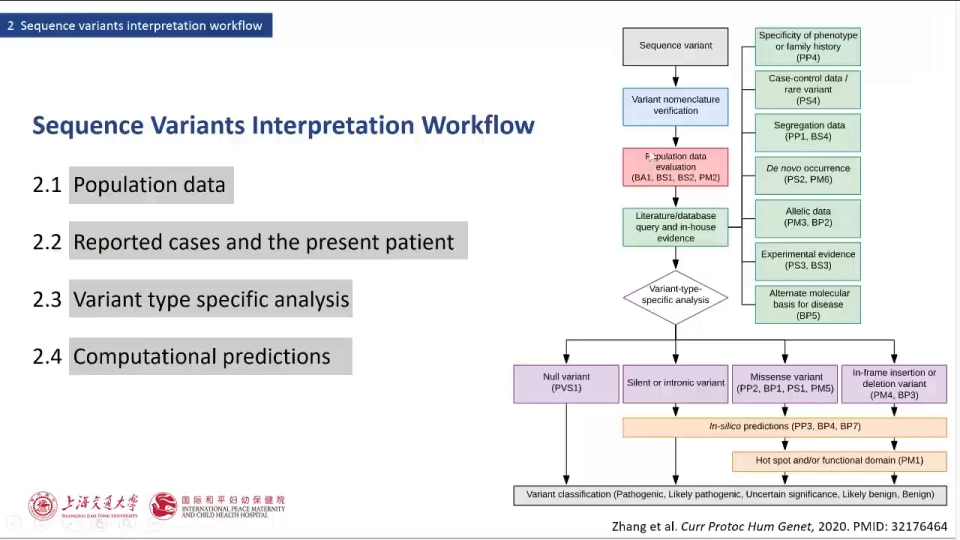 2 Sequence variants interpretation workflow
Sequence Variants Interpretation Workflow
2.1 Population data
2.2 Reported cases and the present patient
2.3 Variant type specific analysis
2.4 Computational predictions
Sequence variant
Variant nomenclature
verification
Population data
evaluation
(BA1, BS1, BS2, PM2)
Literature/database
query and in-house
evidence
Variant-type-
specific analysis
Specificity of phenotype
or family history
(PP4)
Case-control data /
rare variant
(PS4)
Segregation data
(PP1, BS4)
De novo occurrence
(PS2, PM6)
Allelic data
(PM3, BP2)
Experimental evidence
(PS3, BS3)
Alternate molecular
basis for disease
(BP5)
Null variant
(PVS1)
Silent or intronic variant
Missense variant
(PP2, BP1, PS1, PM5)
In-frame insertion or
deletion variant
(PM4, BP3)
In-silico predictions (PP3, BP4, BP7)
Hot spot and/or functional domain (PM1)
Variant classification (Pathogenic, Likely pathogenic, Uncertain significance, Likely benign, Benign)
上海交通大学
SHANGHAI JIAO TONG UNIVERSITY
国际和平妇幼保健院
INTERNATIONAL PEACE MATERNITY
AND CHILD HEALTH HOSPITAL
Zhang et al. Curr Protoc Hum Genet, 2020. PMID: 32176464